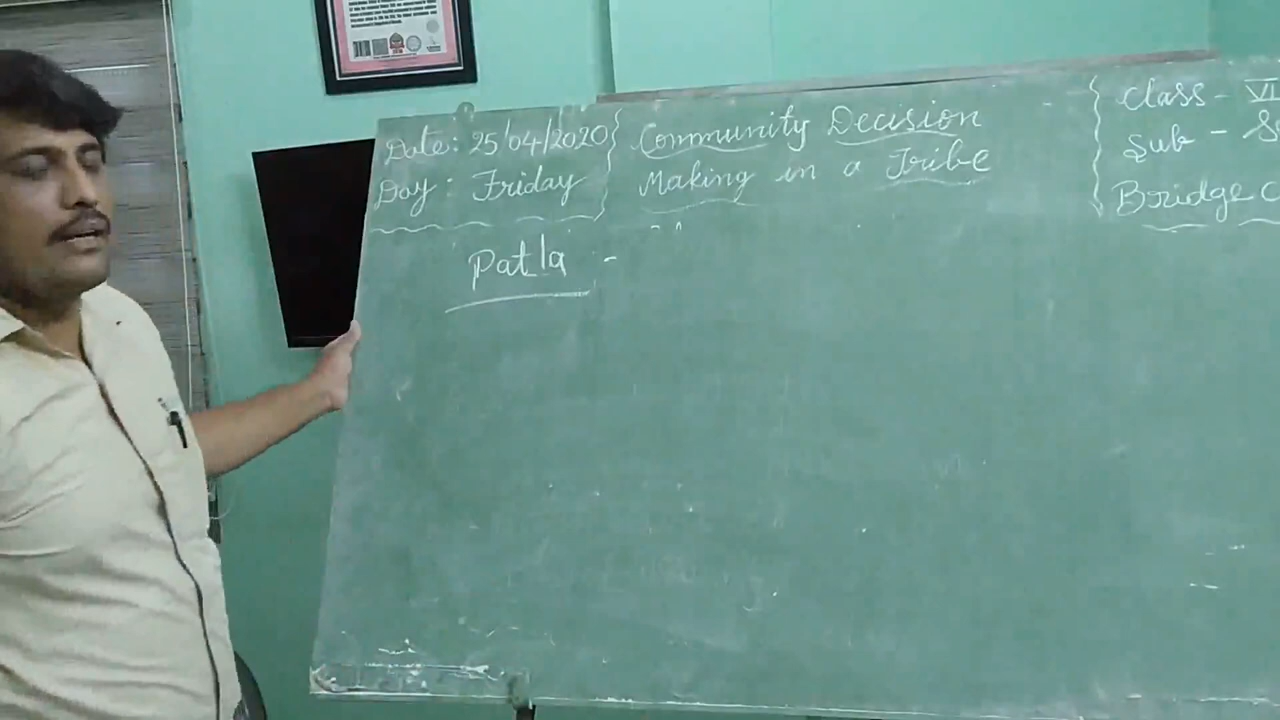 Date: 25/04/2020
Day: Friday
Community Decision
Making in a Tribe
Class - VI
Sub -
Bridge
Patla -